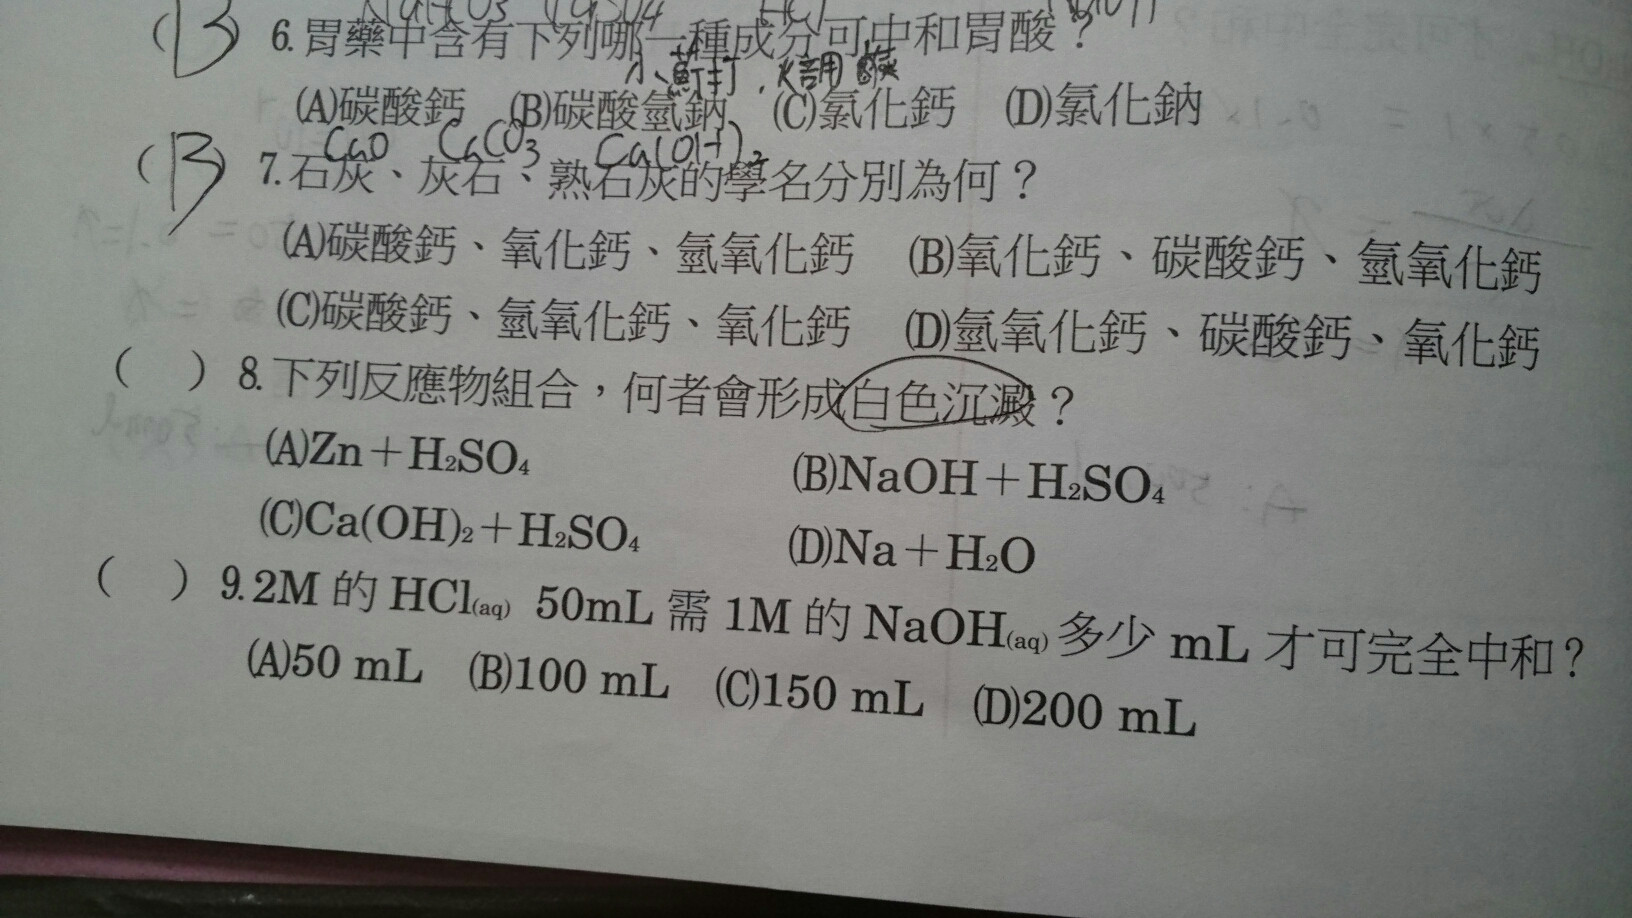 NaHCO3 CaSO4 HCl
(B) 6.胃藥中含有下列哪一種成分可中和胃酸？
小蘇打，焙用鹼
(A)碳酸鈣 (B)碳酸氫鈉 (C)氯化鈣 (D)氯化鈉
CaO CaCO3 Ca(OH)2
(B) 7.石灰、灰石、熟石灰的學名分別為何？
(A)碳酸鈣、氧化鈣、氫氧化鈣 (B)氧化鈣、碳酸鈣、氫氧化鈣
(C)碳酸鈣、氫氧化鈣、氧化鈣 (D)氫氧化鈣、碳酸鈣、氧化鈣
( ) 8.下列反應物組合，何者會形成白色沉澱？
(A)Zn＋H₂SO₄ (B)NaOH＋H₂SO₄
(C)Ca(OH)₂＋H₂SO₄ (D)Na＋H₂O
( ) 9.2M 的 HCl(aq) 50mL 需 1M 的 NaOH(aq) 多少 mL 才可完全中和？
(A)50 mL (B)100 mL (C)150 mL (D)200 mL